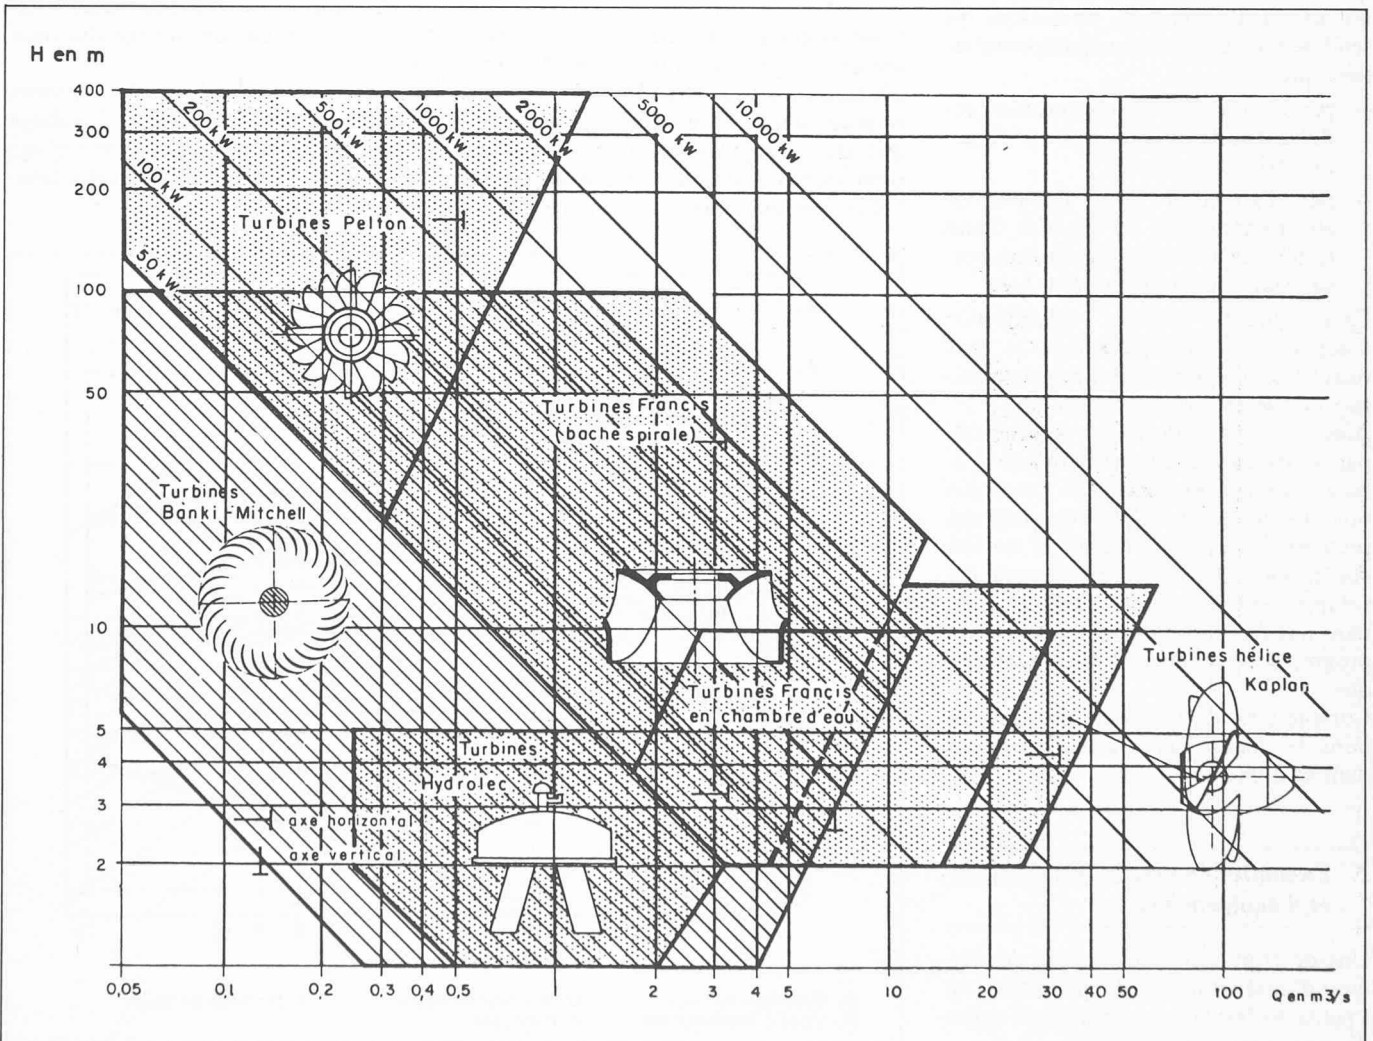 H en m
400
300
200
100
50
10
5
4
3
2
50 kW
100 kW
200 kW
500 kW
1000 kW
2000 kW
5000 kW
10.000 kW
Turbines Pelton
Turbines Francis
(bache spirale)
Turbines
Banki-Mitchell
Turbines Francis
en chambre d'eau
Turbines
Hydrolec
axe horizontal
axe vertical
Turbines hélice
Kaplan
0,05 0,1 0,2 0,3 0,4 0,5 1 2 3 4 5 10 20 30 40 50 100 Q en m3/s